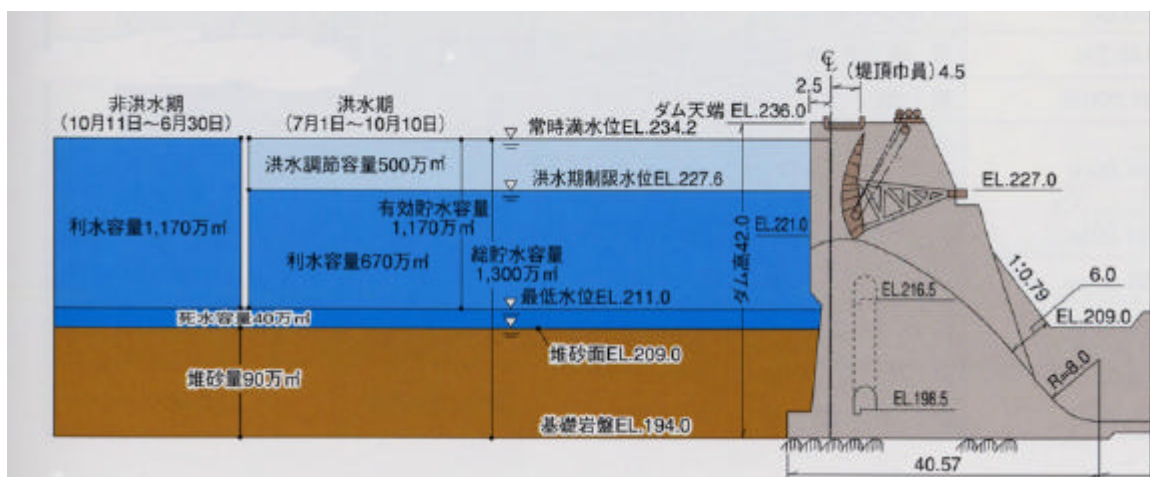 ℄
(堤頂巾員)4.5
2.5
非洪水期
(10月11日～6月30日)
洪水期
(7月1日～10月10日)
ダム天端 EL.236.0
常時満水位EL.234.2
洪水調節容量500万㎥
洪水期制限水位EL.227.6
EL.227.0
有効貯水容量
1,170万㎥
利水容量1,170万㎥
EL.221.0
ダム高42.0
総貯水容量
1,300万㎥
利水容量670万㎥
1:0.79
6.0
最低水位EL.211.0
EL.216.5
EL.209.0
死水容量40万㎥
堆砂面EL.209.0
堆砂量90万㎥
R=8.0
EL.198.5
基礎岩盤EL.194.0
40.57